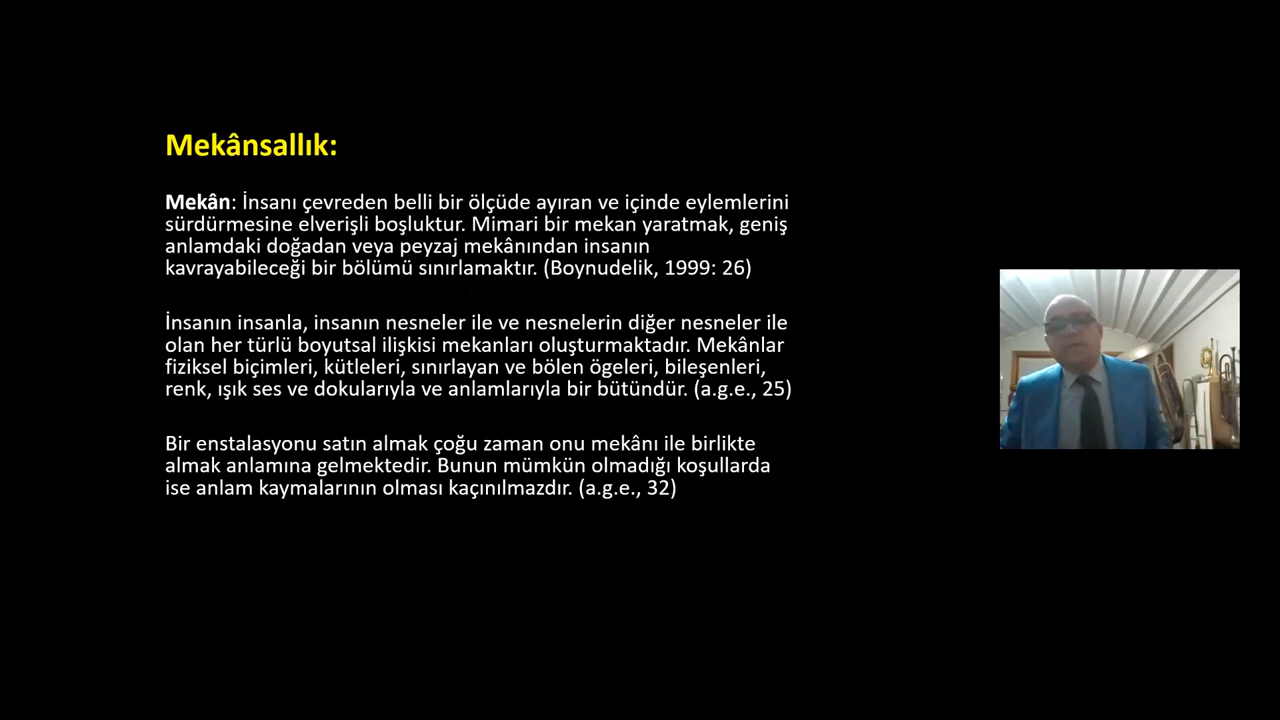 Mekânsallık:
Mekân: İnsanı çevreden belli bir ölçüde ayıran ve içinde eylemlerini
sürdürmesine elverişli boşluktur. Mimari bir mekan yaratmak, geniş
anlamdaki doğadan veya peyzaj mekânından insanın
kavrayabileceği bir bölümü sınırlamaktır. (Boynudelik, 1999: 26)
İnsanın insanla, insanın nesneler ile ve nesnelerin diğer nesneler ile
olan her türlü boyutsal ilişkisi mekanları oluşturmaktadır. Mekânlar
fiziksel biçimleri, kütleleri, sınırlayan ve bölen ögeleri, bileşenleri,
renk, ışık ses ve dokularıyla ve anlamlarıyla bir bütündür. (a.g.e., 25)
Bir enstalasyonu satın almak çoğu zaman onu mekânı ile birlikte
almak anlamına gelmektedir. Bunun mümkün olmadığı koşullarda
ise anlam kaymalarının olması kaçınılmazdır. (a.g.e., 32)